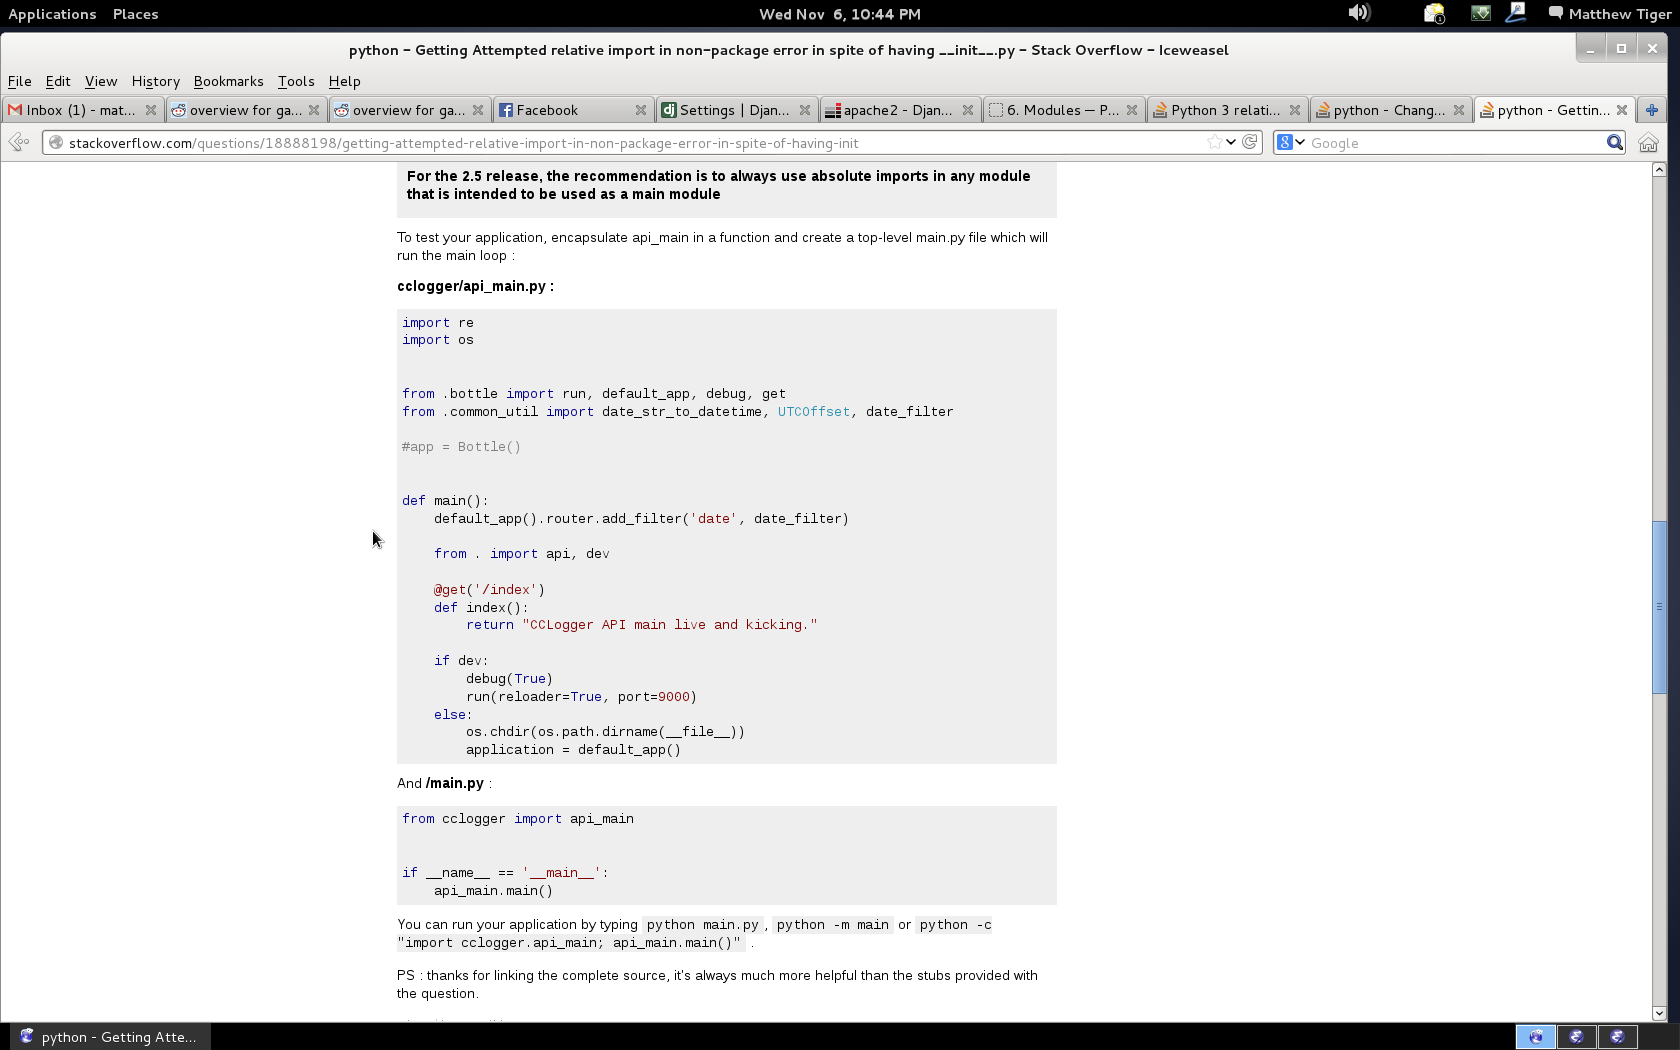 Applications Places
Wed Nov 6, 10:44 PM
Matthew Tiger
python - Getting Attempted relative import in non-package error in spite of having __init__.py - Stack Overflow - Iceweasel
File Edit View History Bookmarks Tools Help
Inbox (1) - mat... overview for ga... overview for ga... Facebook Settings | Djan... apache2 - Djan... 6. Modules — P... Python 3 relati... python - Chang... python - Gettin...
stackoverflow.com/questions/18888198/getting-attempted-relative-import-in-non-package-error-in-spite-of-having-init
Google
For the 2.5 release, the recommendation is to always use absolute imports in any module
that is intended to be used as a main module
To test your application, encapsulate api_main in a function and create a top-level main.py file which will
run the main loop :
cclogger/api_main.py :
import re
import os
from .bottle import run, default_app, debug, get
from .common_util import date_str_to_datetime, UTCOffset, date_filter
#app = Bottle()
def main():
    default_app().router.add_filter('date', date_filter)
    from . import api, dev
    @get('/index')
    def index():
        return "CCLogger API main live and kicking."
    if dev:
        debug(True)
        run(reloader=True, port=9000)
    else:
        os.chdir(os.path.dirname(__file__))
        application = default_app()
And /main.py :
from cclogger import api_main
if __name__ == '__main__':
    api_main.main()
You can run your application by typing python main.py , python -m main or python -c
"import cclogger.api_main; api_main.main()" .
PS : thanks for linking the complete source, it's always much more helpful than the stubs provided with
the question.
python - Getting Atte...